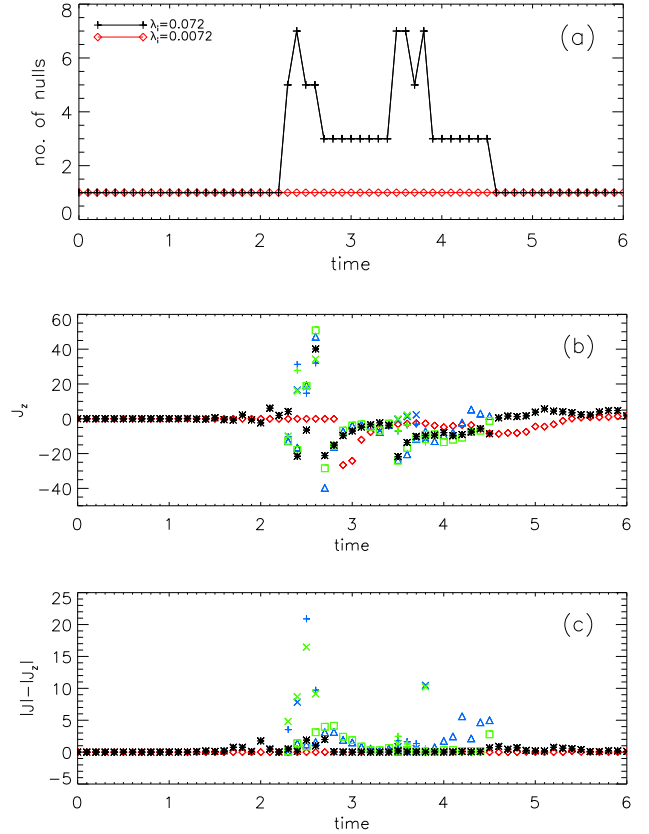 8
λi=0.072
(a)
λi=0.0072
6
no. of nulls
4
2
0
0 1 2 3 4 5 6
time
60
(b)
40
20
Jz
0
−20
−40
0 1 2 3 4 5 6
time
25
(c)
20
15
|J|−|Jz|
10
5
0
−5
0 1 2 3 4 5 6
time